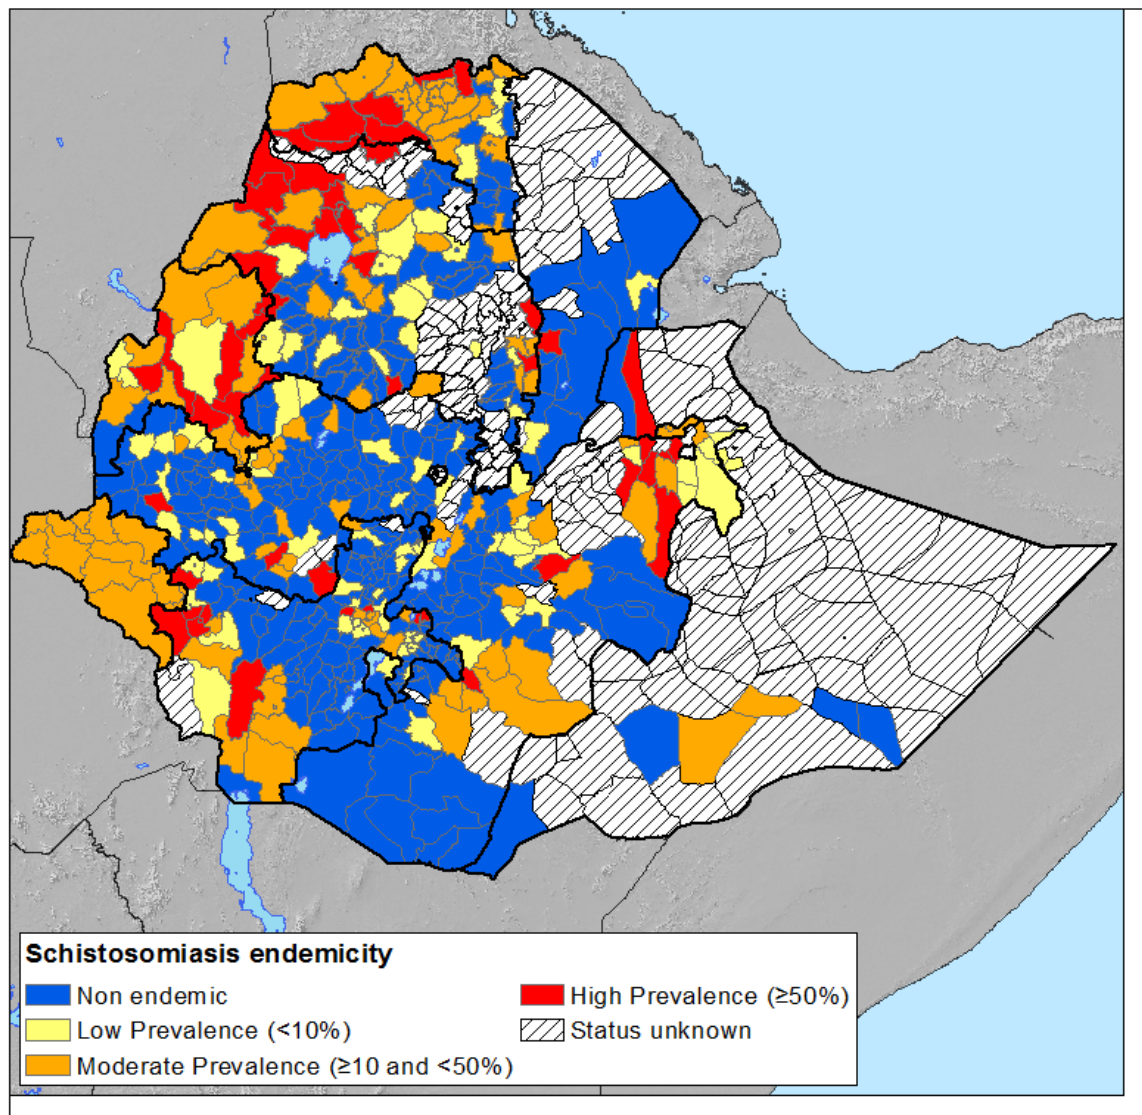 Schistosomiasis endemicity
Non endemic
High Prevalence (≥50%)
Low Prevalence (<10%)
Status unknown
Moderate Prevalence (≥10 and <50%)